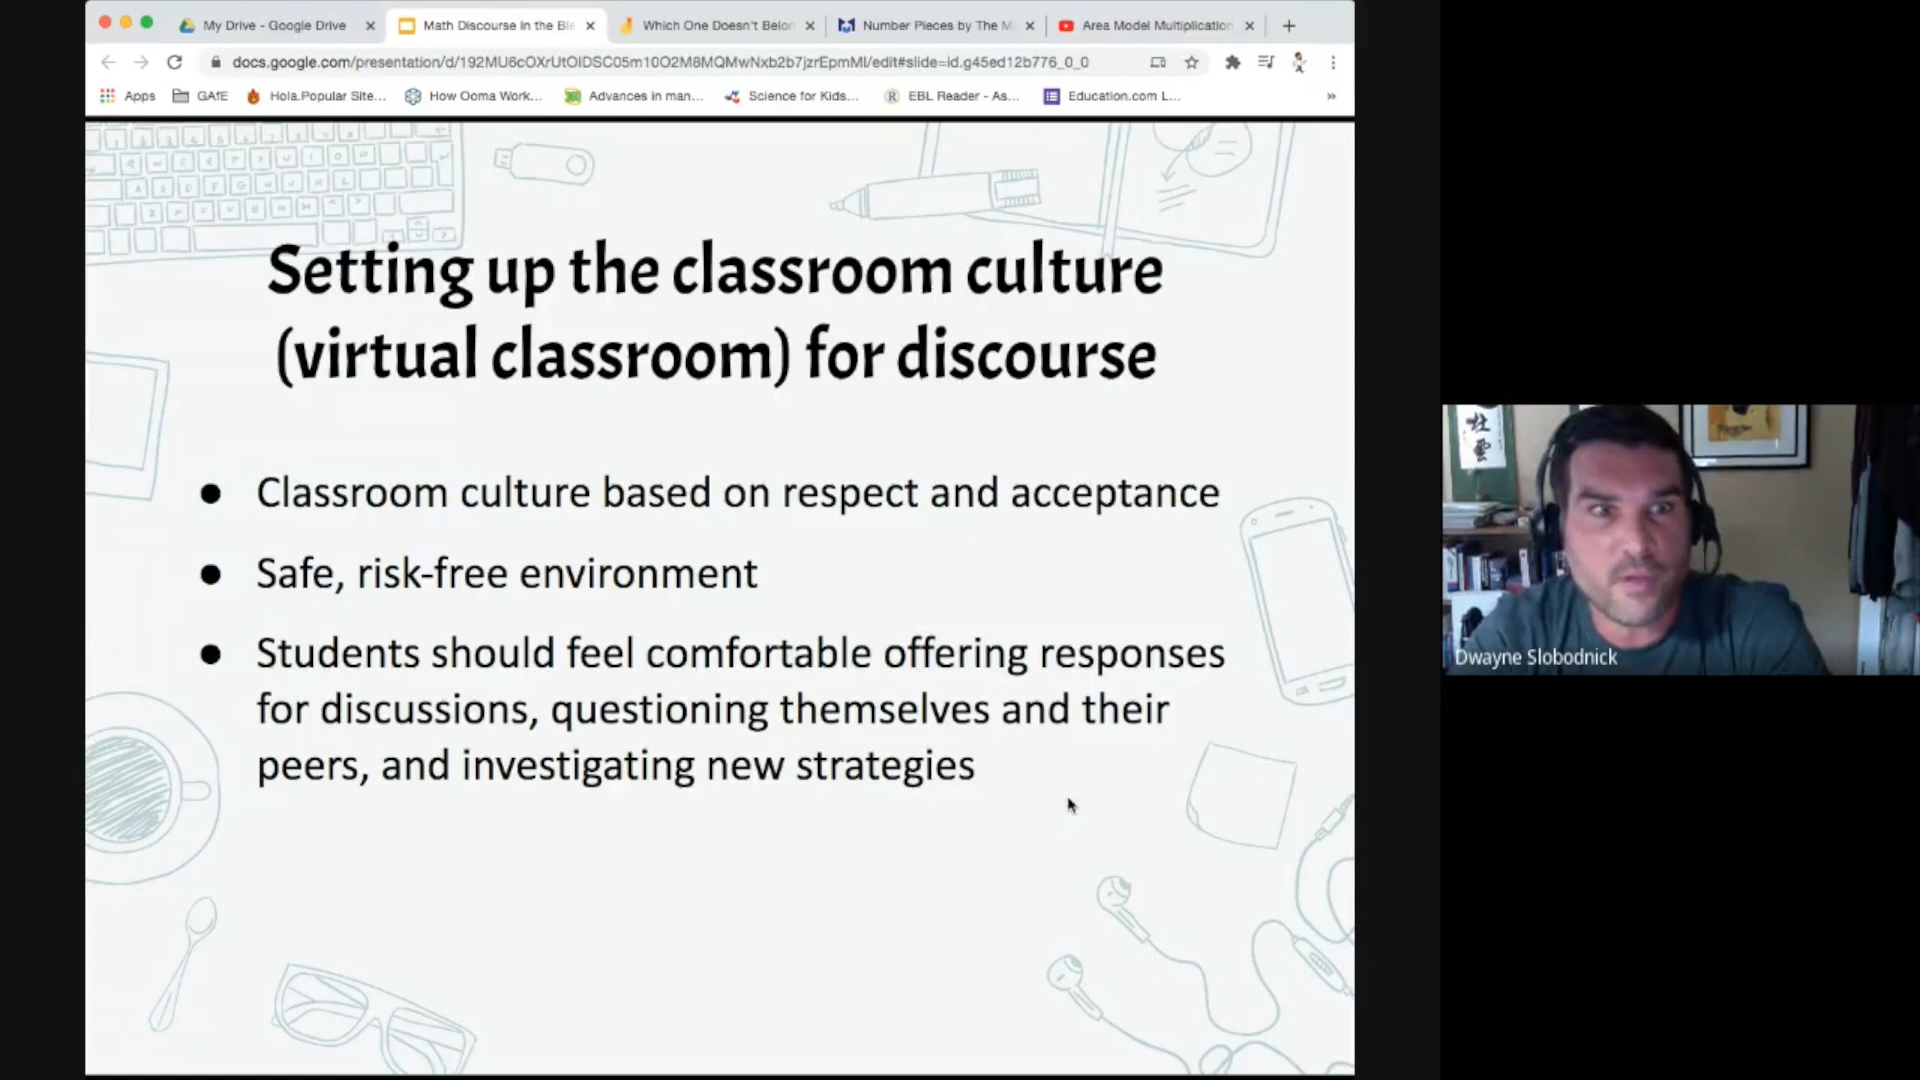 My Drive - Google Drive
Math Discourse in the Ble
Which One Doesn't Belon
Number Pieces by The M
Area Model Multiplication
docs.google.com/presentation/d/
/edit#slide=id.g45ed12b776_0_0
Apps
GAfE
Hola.Popular Site...
How Ooma Work...
Advances in man...
Science for Kids...
EBL Reader - As...
Education.com L...
Setting up the classroom culture
(virtual classroom) for discourse
● Classroom culture based on respect and acceptance
● Safe, risk-free environment
● Students should feel comfortable offering responses
for discussions, questioning themselves and their
peers, and investigating new strategies
Dwayne Slobodnick